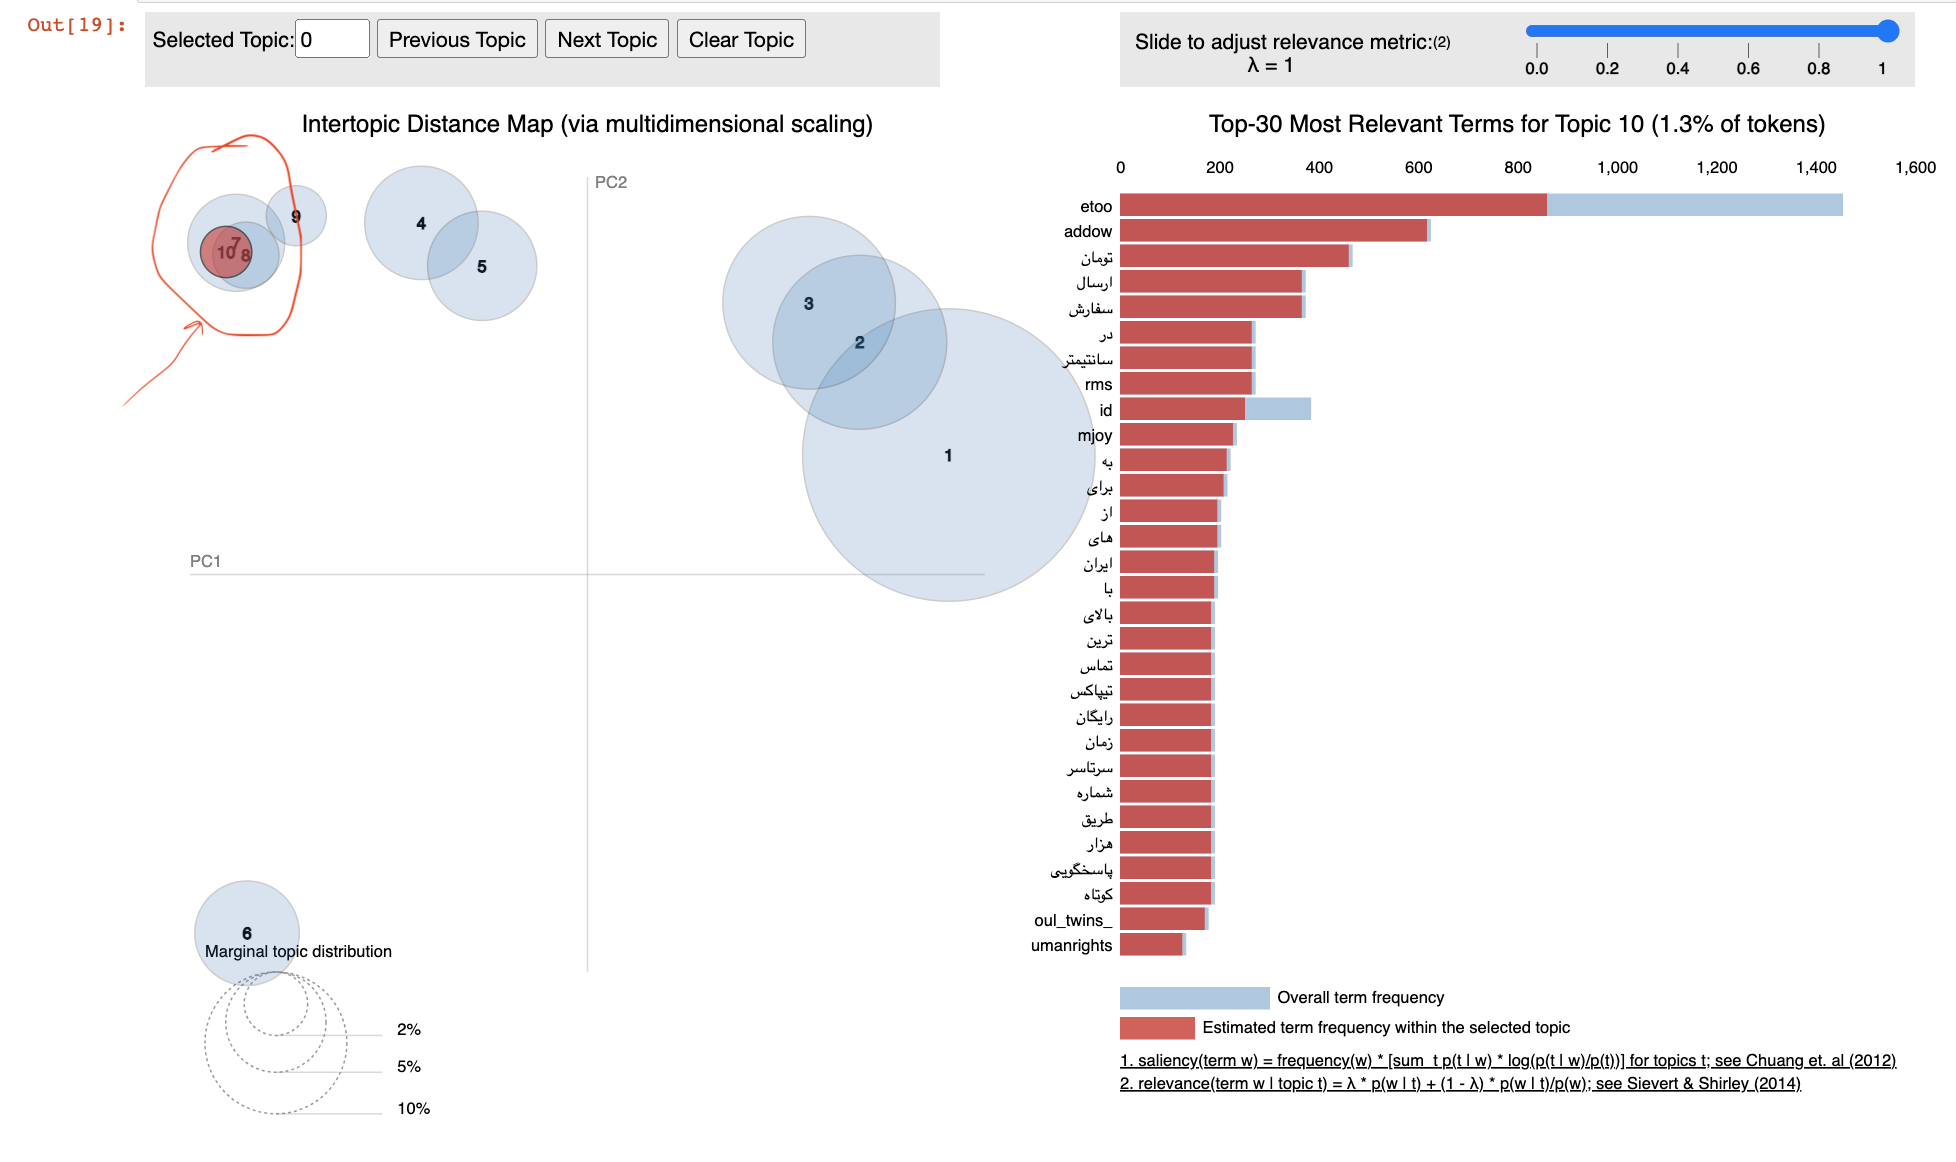 Out[19]:
Selected Topic: 0 Previous Topic Next Topic Clear Topic
Slide to adjust relevance metric:(2)
λ = 1
0.0 0.2 0.4 0.6 0.8 1
Intertopic Distance Map (via multidimensional scaling)
PC2
PC1
1
2
3
4
5
6
7
8
9
10
Marginal topic distribution
2%
5%
10%
Top-30 Most Relevant Terms for Topic 10 (1.3% of tokens)
0 200 400 600 800 1,000 1,200 1,400 1,600
etoo
addow
تومان
ارسال
سفارش
در
سانتیمتر
rms
id
mjoy
به
برای
از
های
ایران
با
بالای
ترین
تماس
تیپاکس
رایگان
زمان
سرتاسر
شماره
طریق
هزار
پاسخگویی
کوتاه
oul_twins_
umanrights
Overall term frequency
Estimated term frequency within the selected topic
1. saliency(term w) = frequency(w) * [sum_t p(t | w) * log(p(t | w)/p(t))] for topics t; see Chuang et. al (2012)
2. relevance(term w | topic t) = λ * p(w | t) + (1 - λ) * p(w | t)/p(w); see Sievert & Shirley (2014)